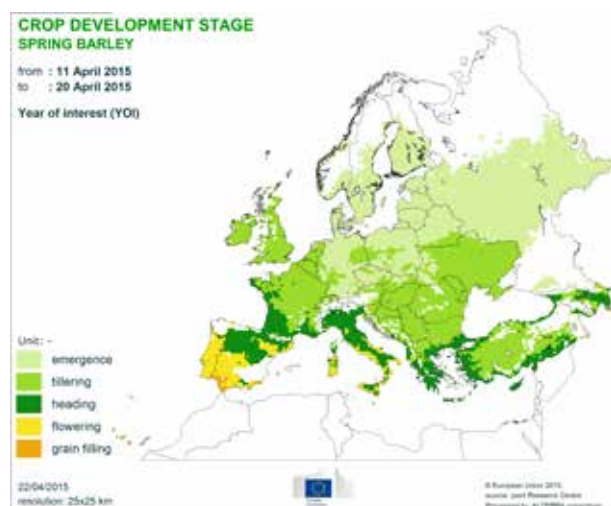 CROP DEVELOPMENT STAGE
SPRING BARLEY
from : 11 April 2015
to : 20 April 2015
Year of interest (YOI)
Unit: -
emergence
tillering
heading
flowering
grain filling
22/04/2015
resolution: 25x25 km
© European Union 2015
source: Joint Research Centre